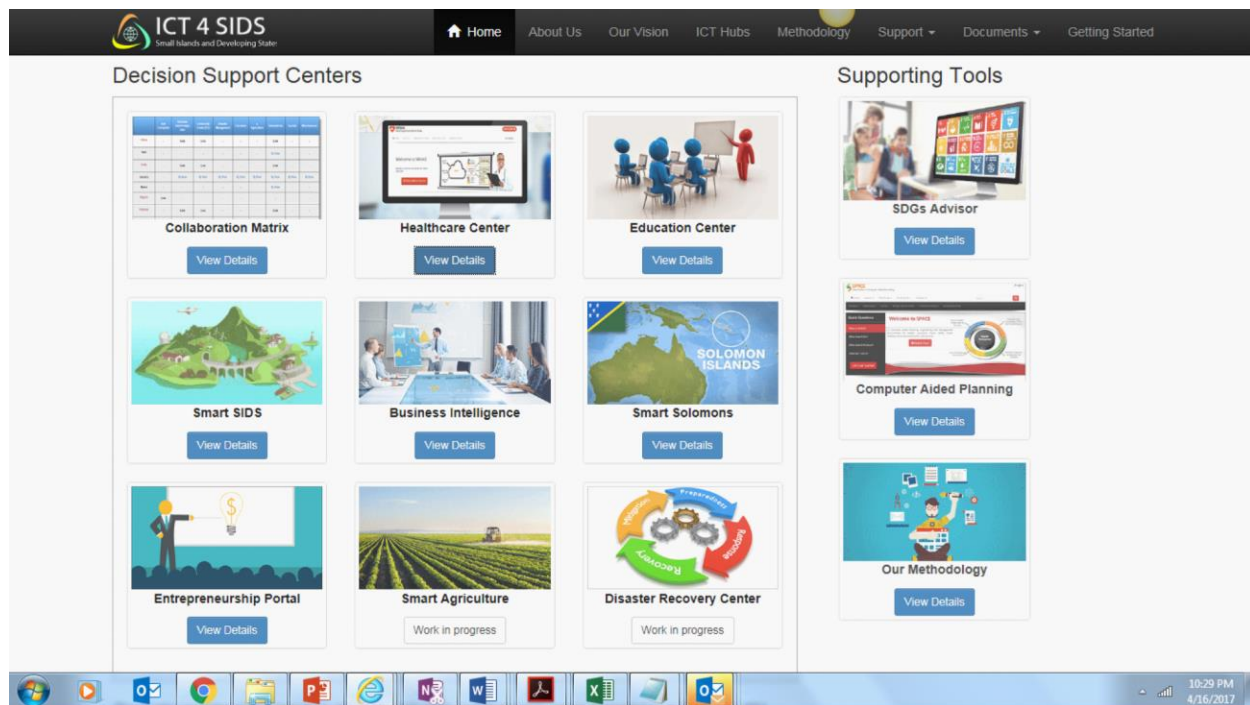 ICT 4 SIDS
Small Islands and Developing States
Home About Us Our Vision ICT Hubs Methodology Support Documents Getting Started
Decision Support Centers
Supporting Tools
Collaboration Matrix
View Details
Healthcare Center
View Details
Education Center
View Details
SDGs Advisor
View Details
Smart SIDS
View Details
Business Intelligence
View Details
SOLOMON
ISLANDS
Smart Solomons
View Details
Computer Aided Planning
View Details
Entrepreneurship Portal
View Details
Smart Agriculture
Work in progress
Mitigation
Preparedness
Response
Recovery
Disaster Recovery Center
Work in progress
Our Methodology
View Details
10:29 PM
4/16/2017